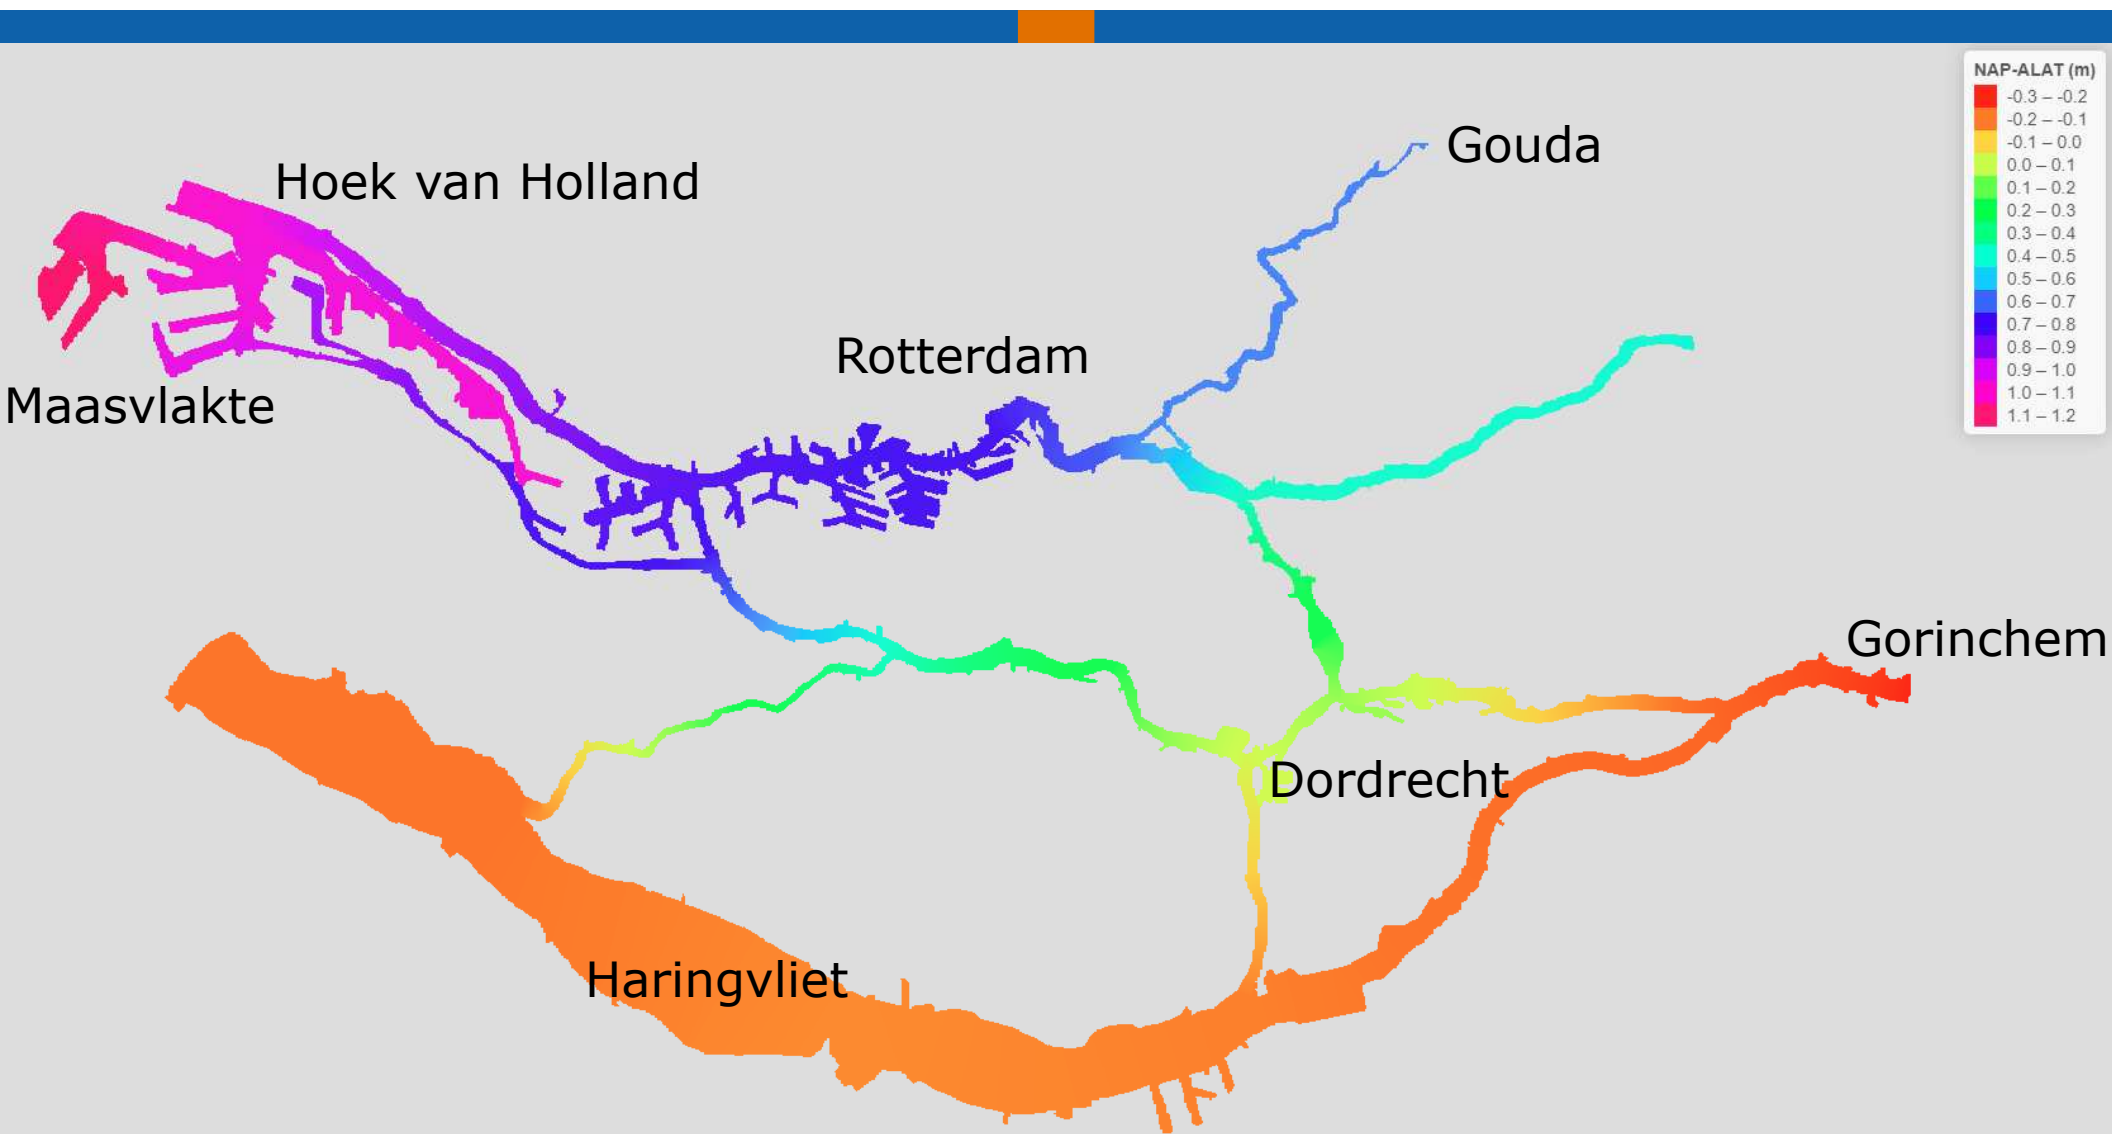 NAP-ALAT (m)
-0.3 – -0.2
-0.2 – -0.1
-0.1 – 0.0
0.0 – 0.1
0.1 – 0.2
0.2 – 0.3
0.3 – 0.4
0.4 – 0.5
0.5 – 0.6
0.6 – 0.7
0.7 – 0.8
0.8 – 0.9
0.9 – 1.0
1.0 – 1.1
1.1 – 1.2
Gouda
Hoek van Holland
Rotterdam
Maasvlakte
Gorinchem
Dordrecht
Haringvliet